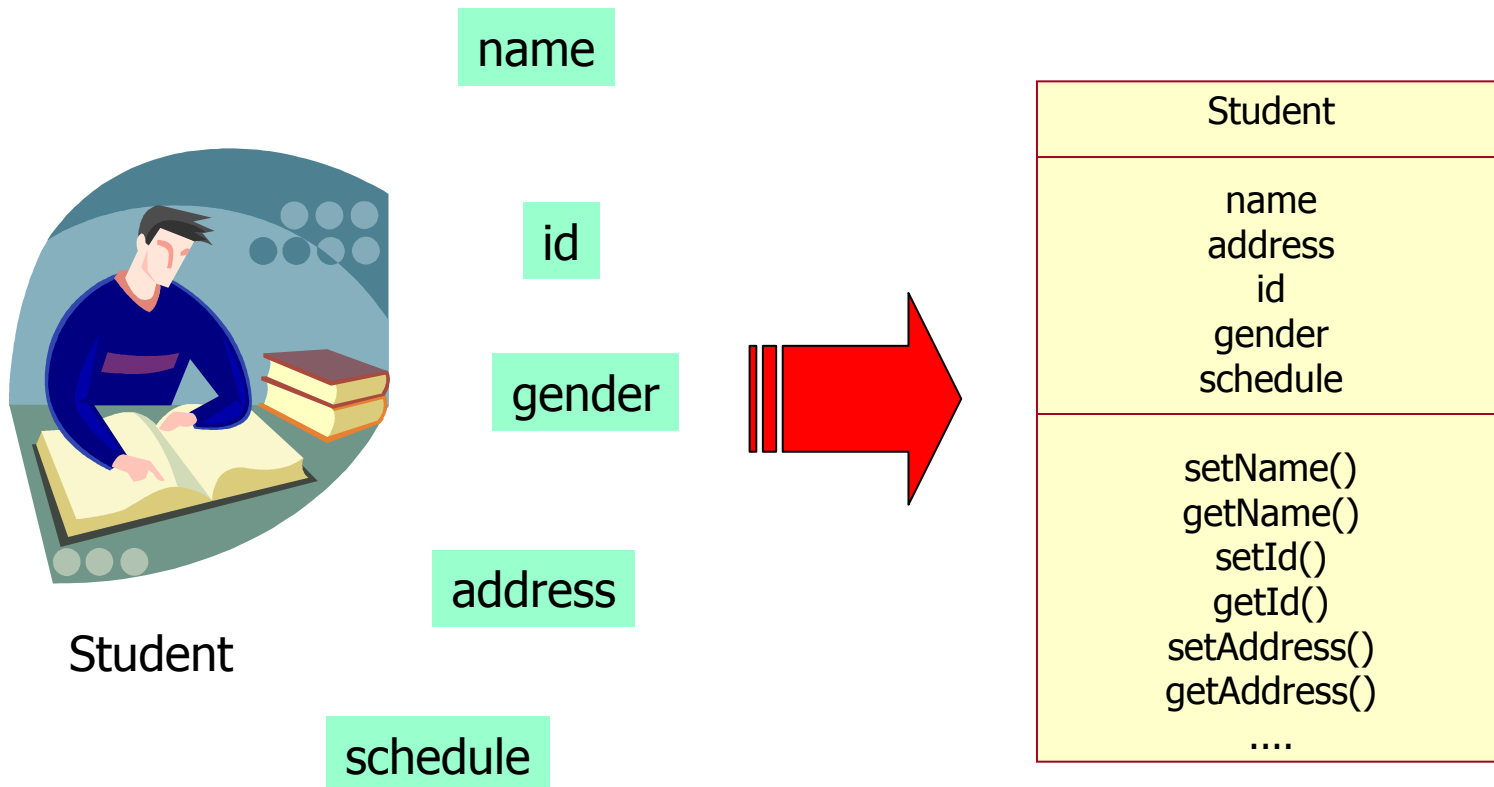 name
id
gender
address
Student
schedule
Student
name
address
id
gender
schedule
setName()
getName()
setId()
getId()
setAddress()
getAddress()
....